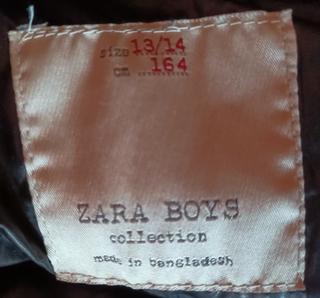 size 13/14
cm 164
ZARA BOYS
collection
made in bangladesh